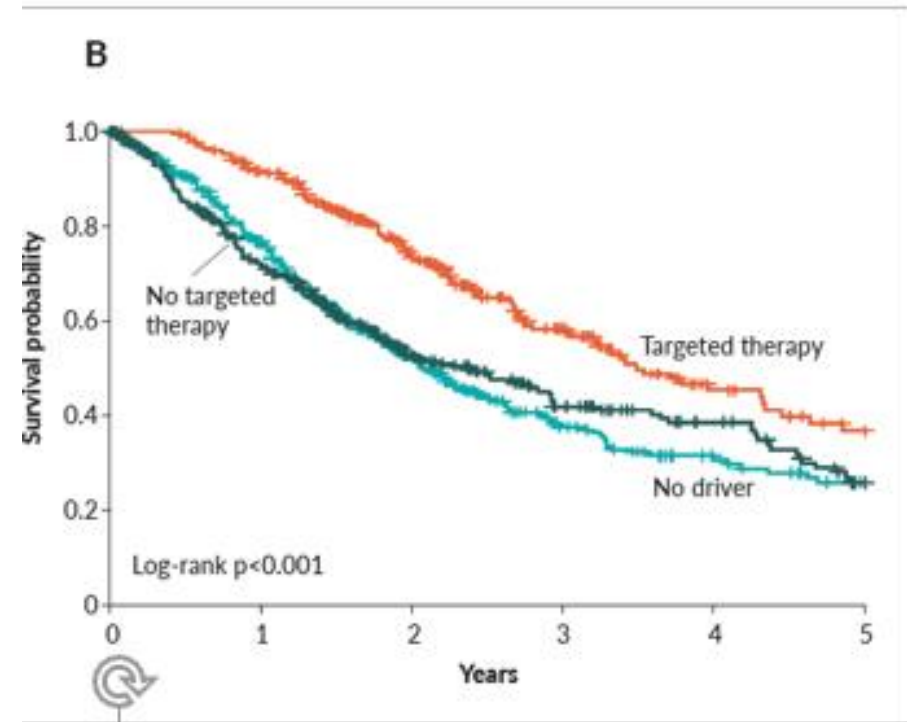 B
1.0
0.8
0.6
0.4
0.2
0
Survival probability
No targeted
therapy
Targeted therapy
No driver
Log-rank p<0.001
0 1 2 3 4 5
Years